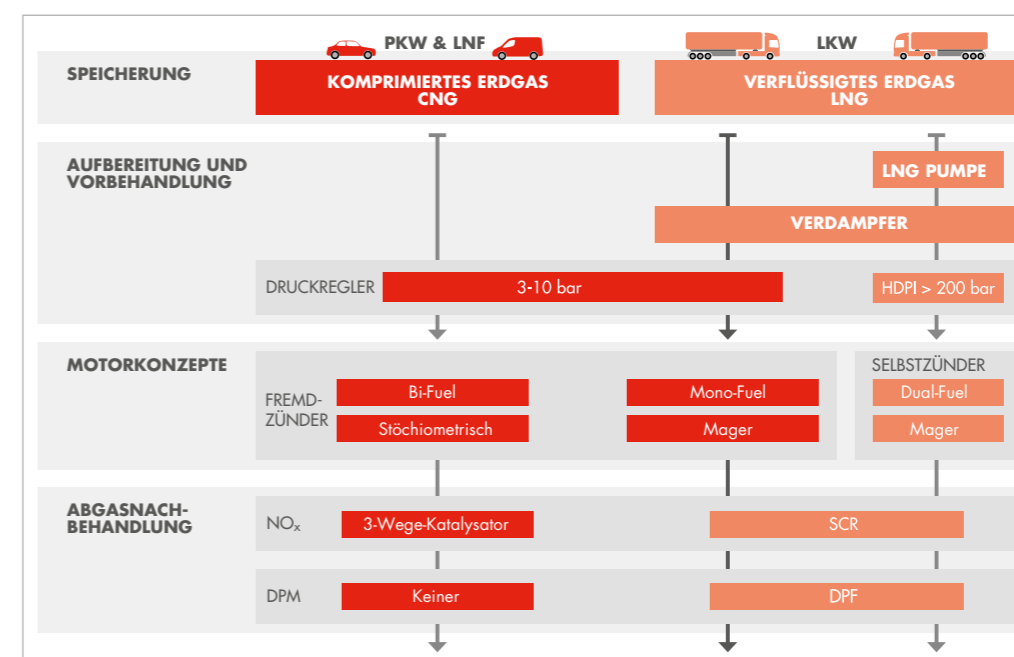 PKW & LNF
LKW
SPEICHERUNG
KOMPRIMIERTES ERDGAS
CNG
VERFLÜSSIGTES ERDGAS
LNG
AUFBEREITUNG UND
VORBEHANDLUNG
LNG PUMPE
VERDAMPFER
DRUCKREGLER
3-10 bar
HDPI > 200 bar
MOTORKONZEPTE
SELBSTZÜNDER
FREMD-
ZÜNDER
Bi-Fuel
Mono-Fuel
Dual-Fuel
Stöchiometrisch
Mager
Mager
ABGASNACH-
BEHANDLUNG
NOₓ
3-Wege-Katalysator
SCR
DPM
Keiner
DPF